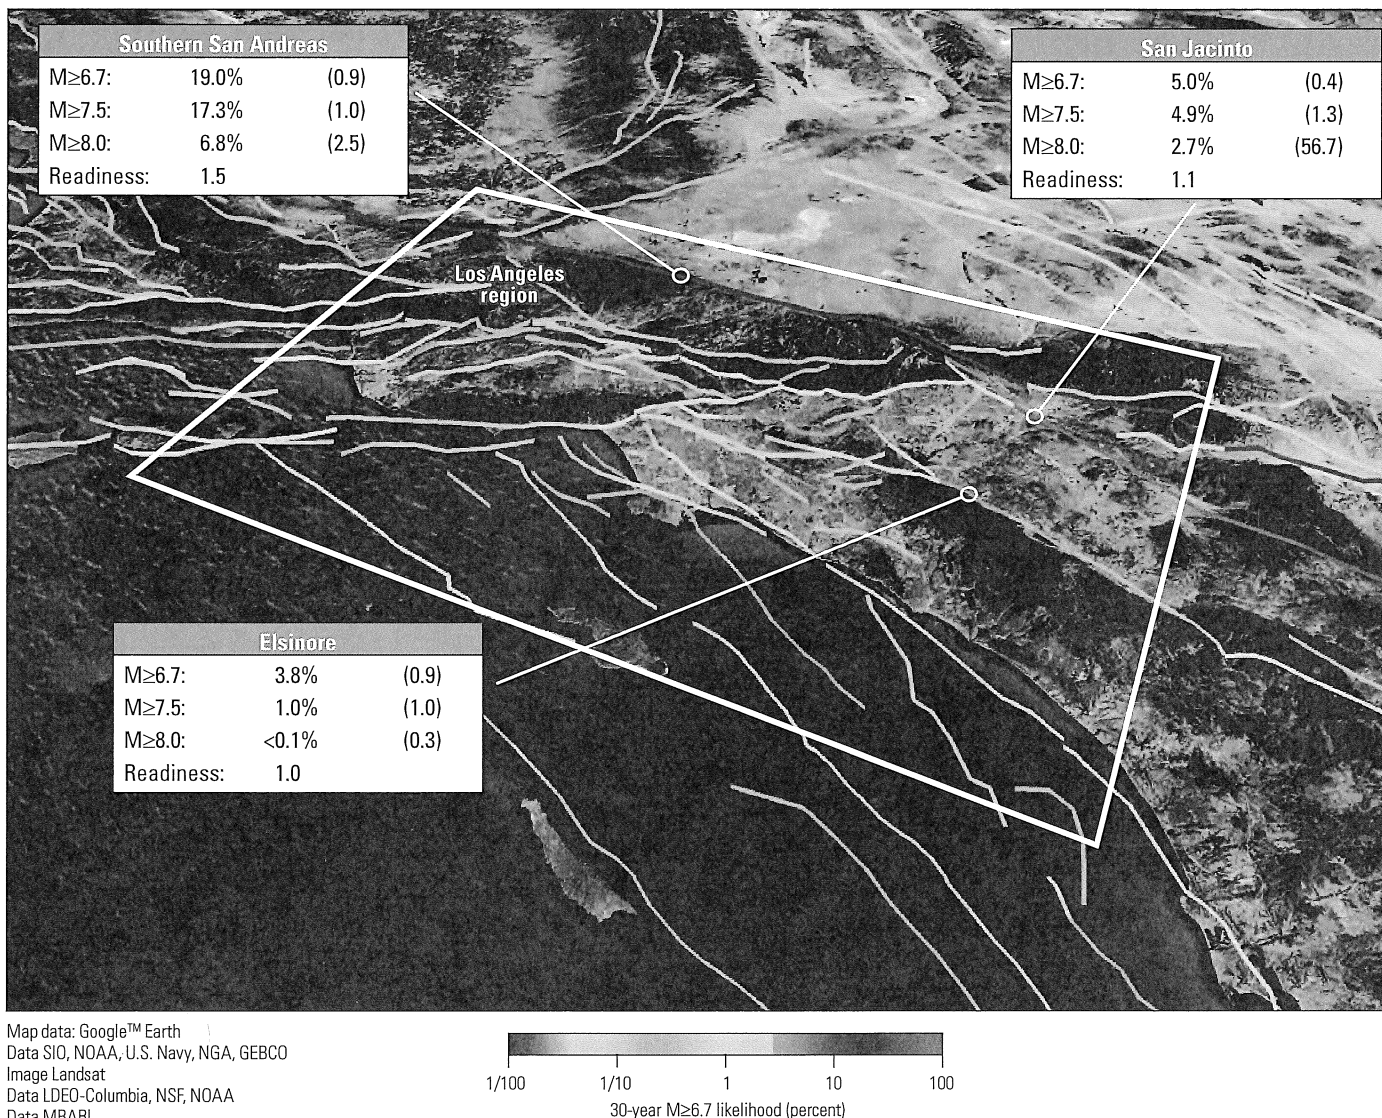 Southern San Andreas
M≥6.7: 19.0% (0.9)
M≥7.5: 17.3% (1.0)
M≥8.0: 6.8% (2.5)
Readiness: 1.5
San Jacinto
M≥6.7: 5.0% (0.4)
M≥7.5: 4.9% (1.3)
M≥8.0: 2.7% (56.7)
Readiness: 1.1
Los Angeles
region
Elsinore
M≥6.7: 3.8% (0.9)
M≥7.5: 1.0% (1.0)
M≥8.0: <0.1% (0.3)
Readiness: 1.0
Map data: Google™ Earth
Data SIO, NOAA, U.S. Navy, NGA, GEBCO
Image Landsat
Data LDEO-Columbia, NSF, NOAA
Data MBARI
1/100 1/10 1 10 100
30-year M≥6.7 likelihood (percent)